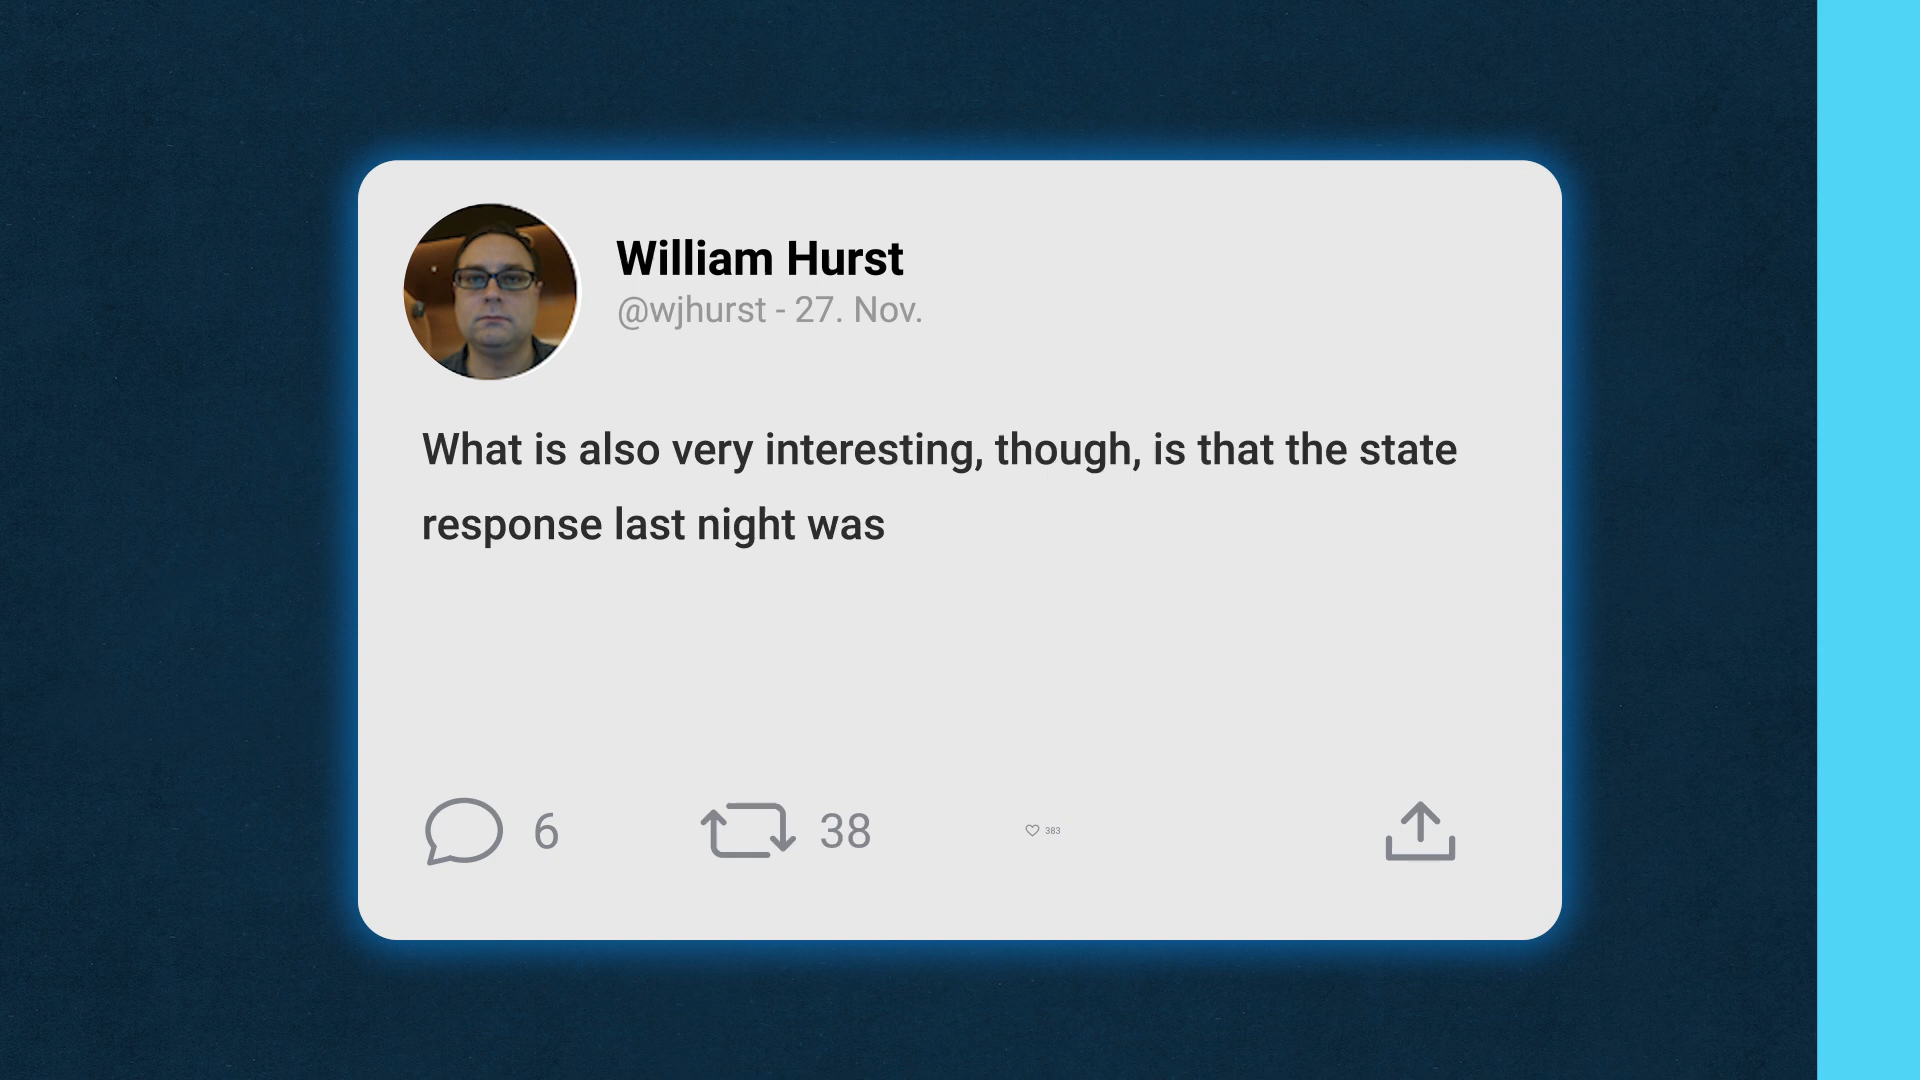 William Hurst
@wjhurst - 27. Nov.
What is also very interesting, though, is that the state
response last night was
6
38
383